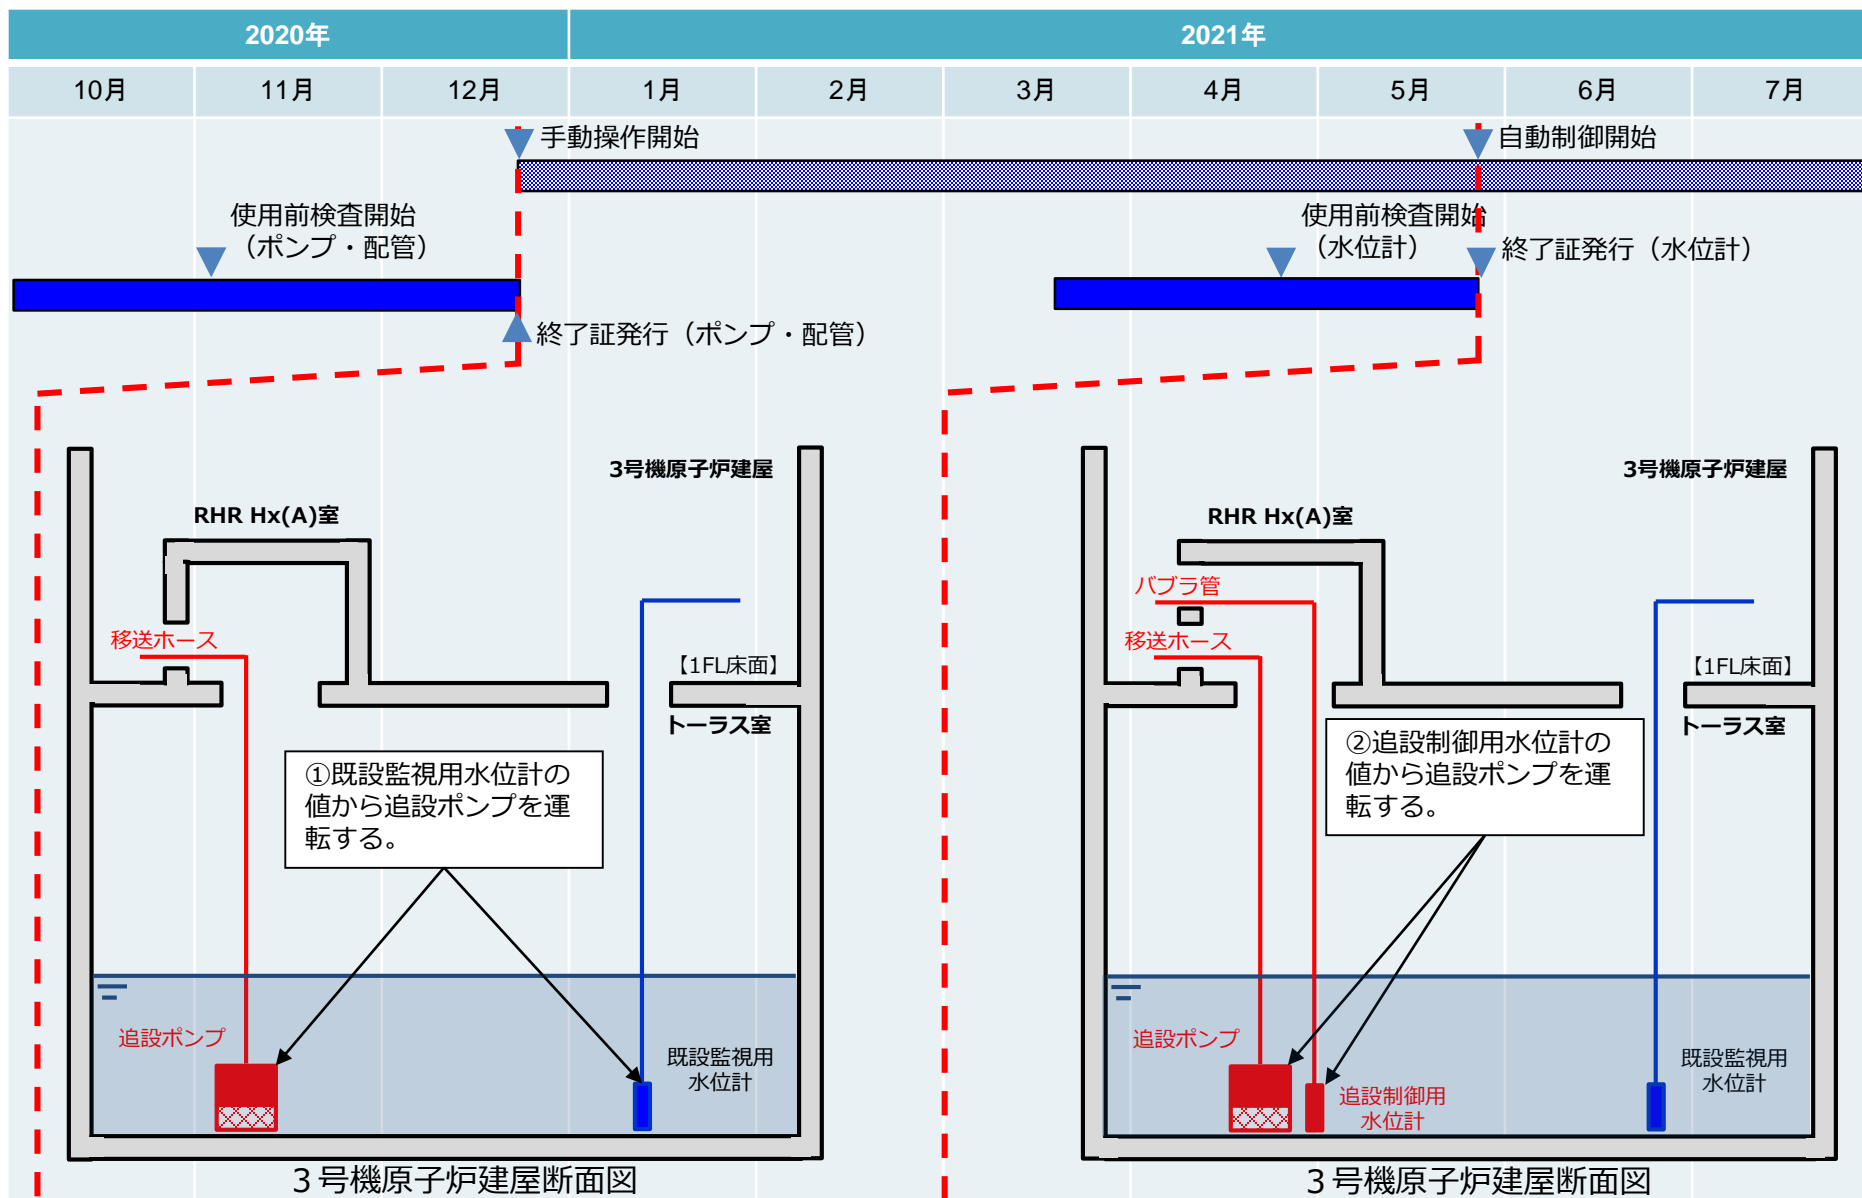 2020年
2021年
10月
11月
12月
1月
2月
3月
4月
5月
6月
7月
手動操作開始
自動制御開始
使用前検査開始
（ポンプ・配管）
使用前検査開始
（水位計）
終了証発行（水位計）
終了証発行（ポンプ・配管）
3号機原子炉建屋
RHR Hx(A)室
移送ホース
【1FL床面】
トーラス室
①既設監視用水位計の
値から追設ポンプを運
転する。
追設ポンプ
既設監視用
水位計
３号機原子炉建屋断面図
3号機原子炉建屋
RHR Hx(A)室
バブラ管
移送ホース
【1FL床面】
トーラス室
②追設制御用水位計の
値から追設ポンプを運
転する。
追設ポンプ
追設制御用
水位計
既設監視用
水位計
３号機原子炉建屋断面図